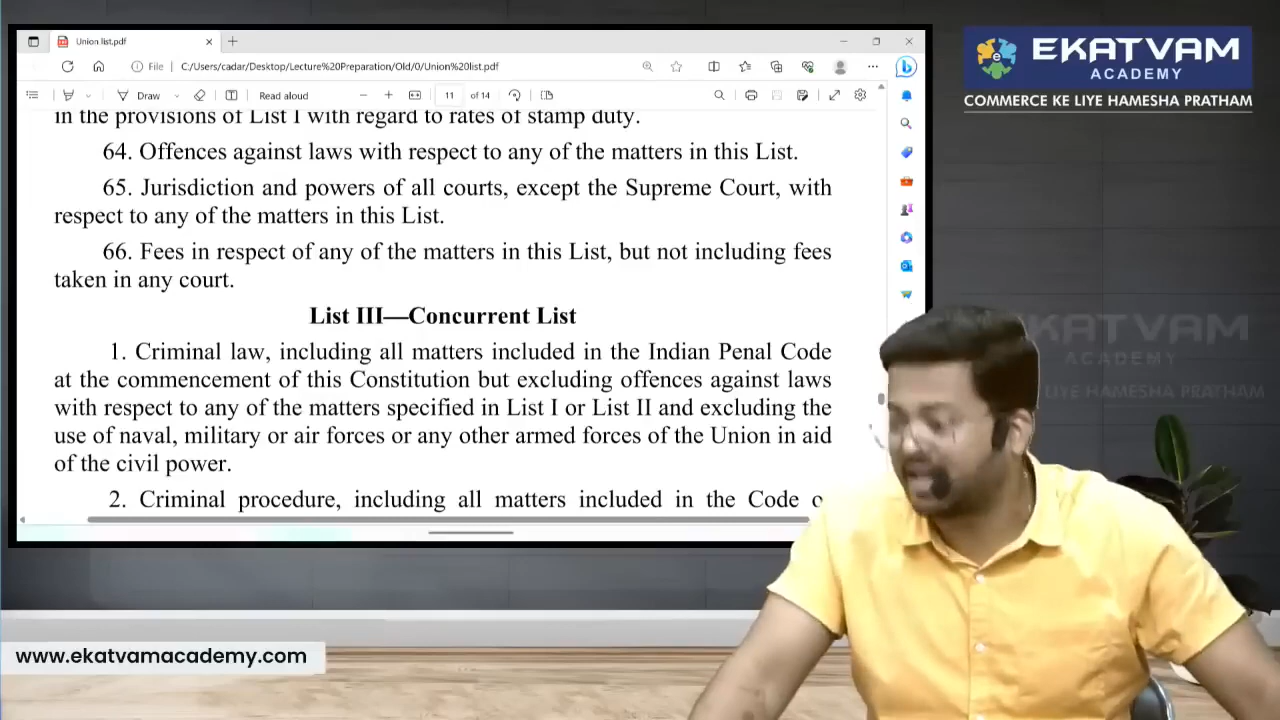 Union list.pdf
File
C:/Users/cadar/Desktop/Lecture%20Preparation/Old/0/Union%20list.pdf
Draw
Read aloud
11
of 14
in the provisions of List I with regard to rates of stamp duty.
64. Offences against laws with respect to any of the matters in this List.
65. Jurisdiction and powers of all courts, except the Supreme Court, with
respect to any of the matters in this List.
66. Fees in respect of any of the matters in this List, but not including fees
taken in any court.
List III—Concurrent List
1. Criminal law, including all matters included in the Indian Penal Code
at the commencement of this Constitution but excluding offences against laws
with respect to any of the matters specified in List I or List II and excluding the
use of naval, military or air forces or any other armed forces of the Union in aid
of the civil power.
2. Criminal procedure, including all matters included in the Code
EKATVAM
ACADEMY
COMMERCE KE LIYE HAMESHA PRATHAM
EKATVAM
ACADEMY
LIYE HAMESHA PRATHAM
www.ekatvamacademy.com